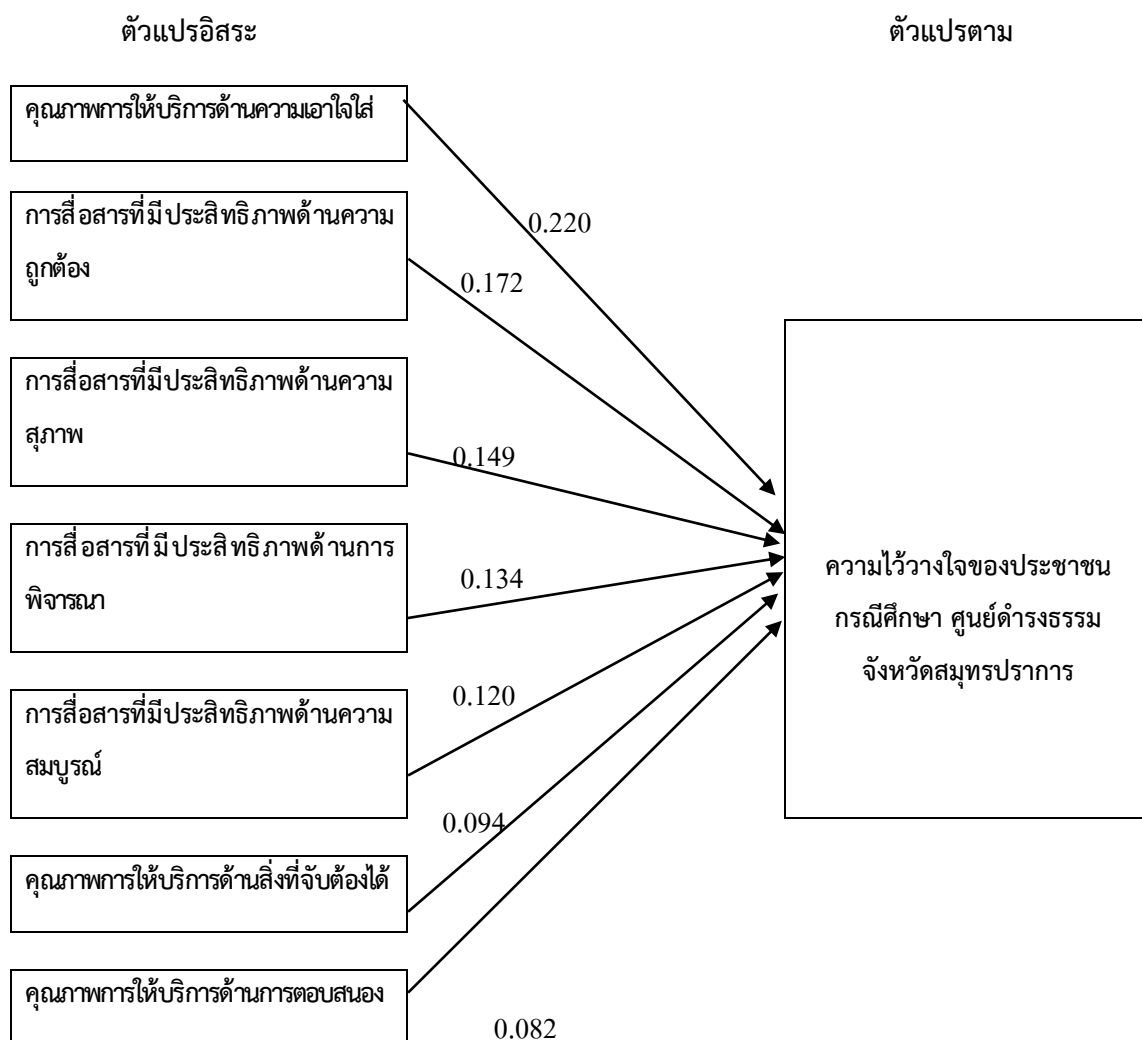 ตัวแปรอิสระ
ตัวแปรตาม
คุณภาพการให้บริการด้านความเอาใจใส่
การสื่อสารที่มีประสิทธิภาพด้านความ
ถูกต้อง
0.220
0.172
การสื่อสารที่มีประสิทธิภาพด้านความ
สุภาพ
0.149
การสื่อสารที่มีประสิทธิภาพด้านการ
พิจารณา
0.134
ความไว้วางใจของประชาชน
กรณีศึกษา ศูนย์ดำรงธรรม
จังหวัดสมุทรปราการ
การสื่อสารที่มีประสิทธิภาพด้านความ
สมบูรณ์
0.120
0.094
คุณภาพการให้บริการด้านสิ่งที่จับต้องได้
คุณภาพการให้บริการด้านการตอบสนอง
0.082